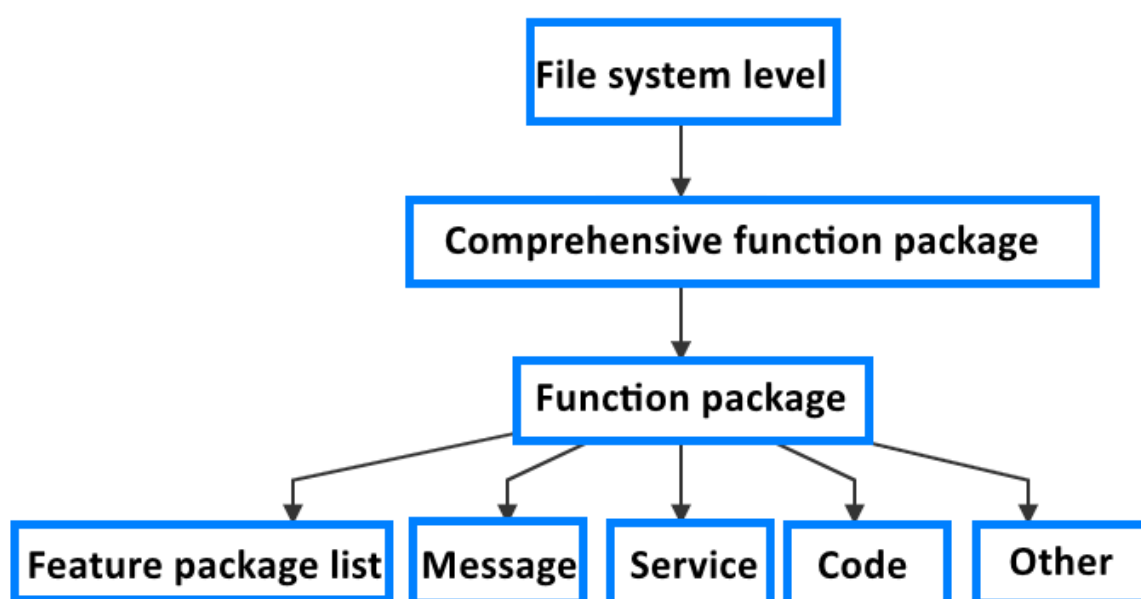 File system level
Comprehensive function package
Function package
Feature package list
Message
Service
Code
Other